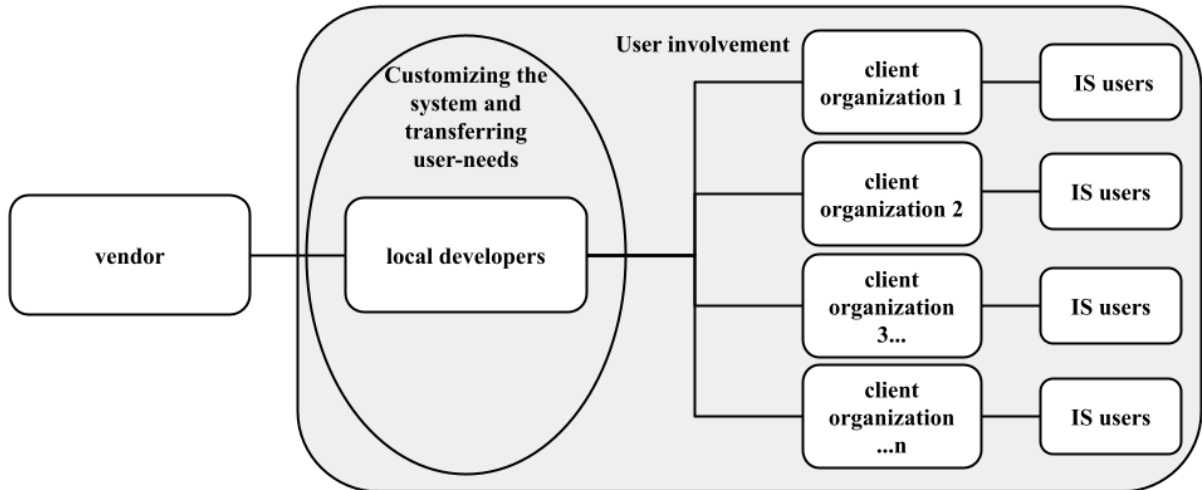 User involvement
Customizing the
system and
transferring
user-needs
vendor
local developers
client
organization 1
IS users
client
organization 2
IS users
client
organization
3...
IS users
client
organization
...n
IS users